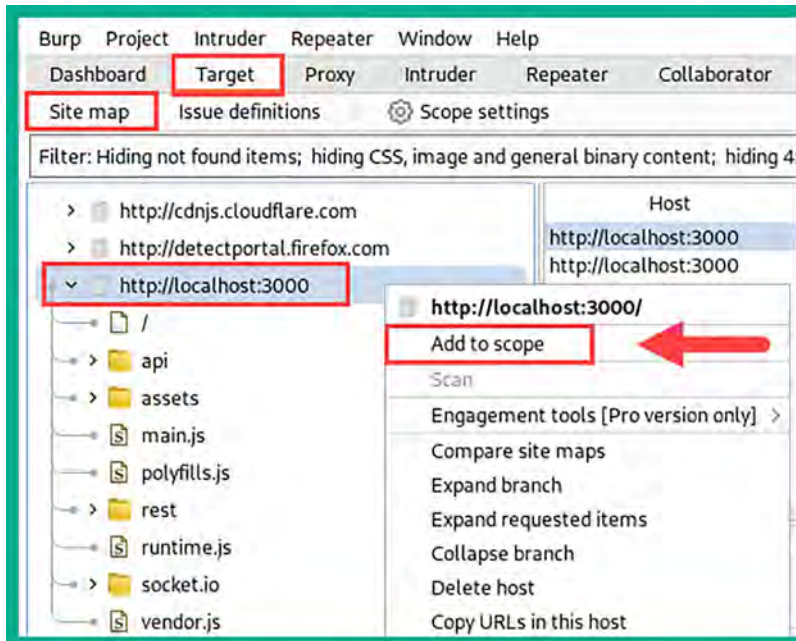 Burp Project Intruder Repeater Window Help
Dashboard Target Proxy Intruder Repeater Collaborator
Site map Issue definitions Scope settings
Filter: Hiding not found items; hiding CSS, image and general binary content; hiding 4
http://cdnjs.cloudflare.com
http://detectportal.firefox.com
http://localhost:3000
/
api
assets
main.js
polyfills.js
rest
runtime.js
socket.io
vendor.js
Host
http://localhost:3000
http://localhost:3000
http://localhost:3000/
Add to scope
Scan
Engagement tools [Pro version only] >
Compare site maps
Expand branch
Expand requested items
Collapse branch
Delete host
Copy URLs in this host